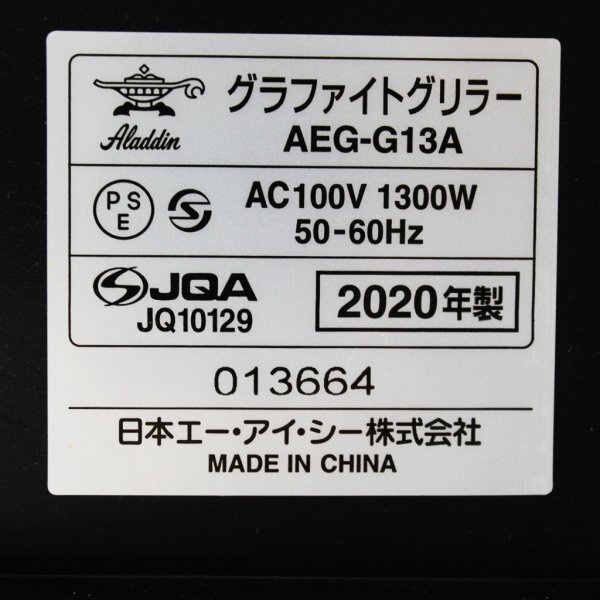 Aladdin
グラファイトグリラー
AEG-G13A
PS
E
S
AC100V 1300W
50-60Hz
JQA
JQ10129
2020年製
013664
日本エー・アイ・シー株式会社
MADE IN CHINA